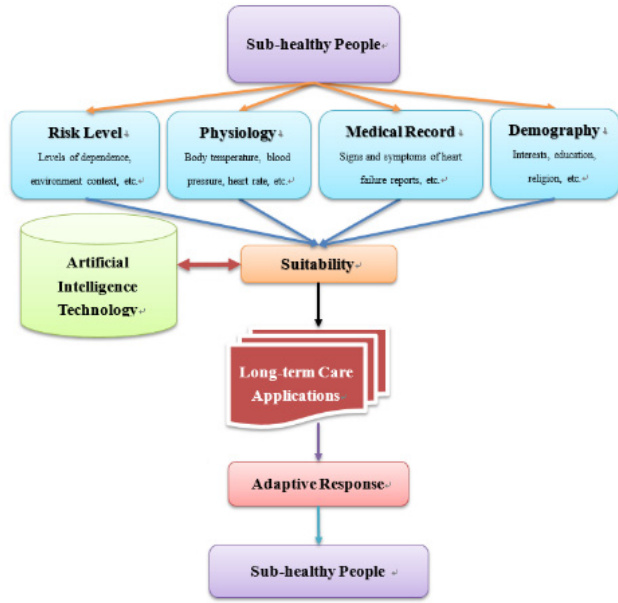 Sub-healthy People
Risk Level
Levels of dependence,
environment context, etc.
Physiology
Body temperature, blood
pressure, heart rate, etc.
Medical Record
Signs and symptoms of heart
failure reports, etc.
Demography
Interests, education,
religion, etc.
Artificial
Intelligence
Technology
Suitability
Long-term Care
Applications
Adaptive Response
Sub-healthy People